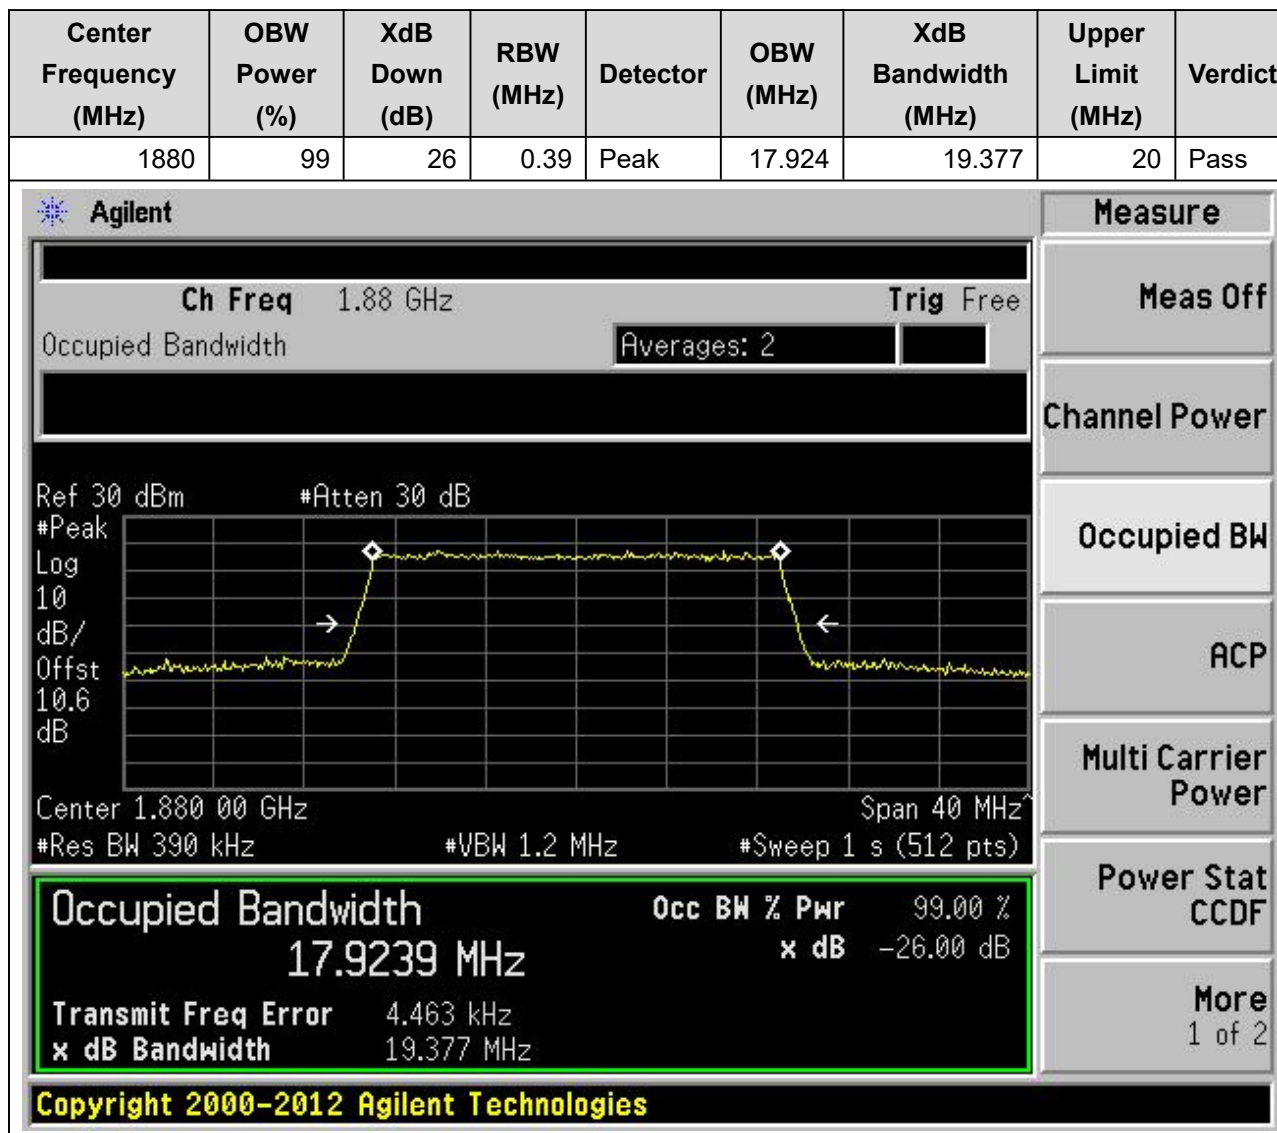 Center Frequency (MHz) OBW Power (%) XdB Down (dB) RBW (MHz) Detector OBW (MHz) XdB Bandwidth (MHz) Upper Limit (MHz) Verdict
1880 99 26 0.39 Peak 17.924 19.377 20 Pass
Agilent
Measure
Ch Freq 1.88 GHz Trig Free
Meas Off
Occupied Bandwidth Averages: 2
Channel Power
Ref 30 dBm #Atten 30 dB
#Peak
Log
10
dB/
Offst
10.6
dB
Occupied BW
ACP
Multi Carrier
Power
Center 1.880 00 GHz Span 40 MHz^
#Res BW 390 kHz #VBW 1.2 MHz #Sweep 1 s (512 pts)
Power Stat
CCDF
Occupied Bandwidth Occ BW % Pwr 99.00 %
17.9239 MHz x dB -26.00 dB
Transmit Freq Error 4.463 kHz
x dB Bandwidth 19.377 MHz
More
1 of 2
Copyright 2000-2012 Agilent Technologies